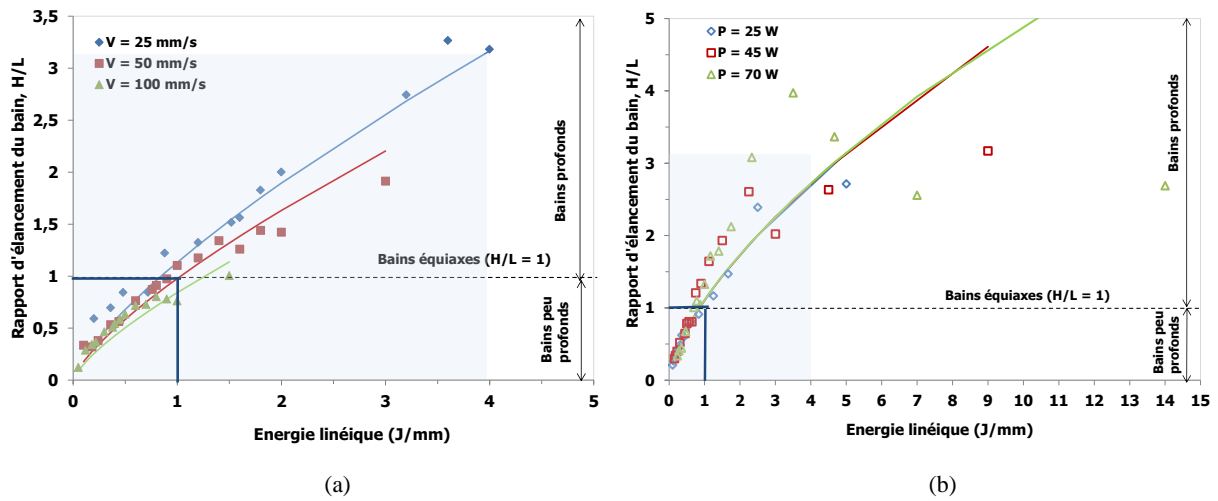 Rapport d'élancement du bain, H/L
3,5
3
2,5
2
1,5
1
0,5
0
V = 25 mm/s
V = 50 mm/s
V = 100 mm/s
Bains profonds
Bains équiaxes (H/L = 1)
Bains peu
profonds
0 1 2 3 4 5
Energie linéique (J/mm)
(a)
Rapport d'élancement du bain, H/L
5
4
3
2
1
0
P = 25 W
P = 45 W
P = 70 W
Bains profonds
Bains équiaxes (H/L = 1)
Bains peu
profonds
0 1 2 3 4 5 6 7 8 9 10 11 12 13 14 15
Energie linéique (J/mm)
(b)